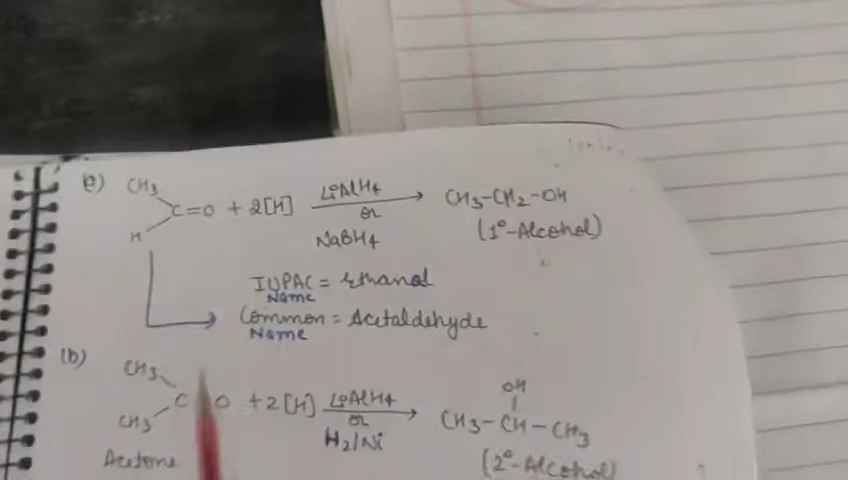 a) CH3
C=O + 2[H] LiAlH4 or NaBH4 → CH3-CH2-OH
H
(1°-Alcohol)
IUPAC Name = Ethanal
Common Name = Acetaldehyde
(b) CH3
C O + 2[H] LiAlH4 or H2/Ni → CH3-CH-CH3
OH
CH3
Acetone
(2°-Alcohol)